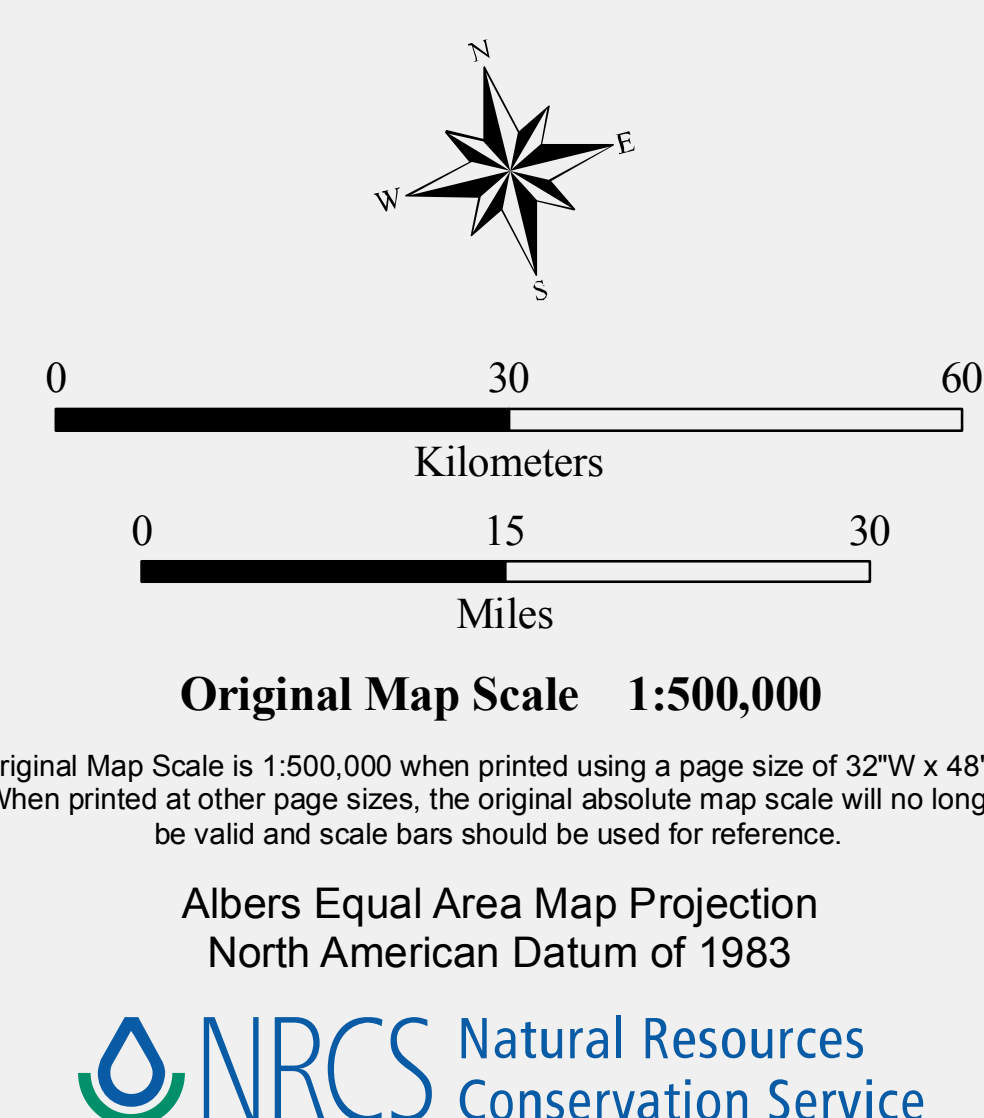 N
E
W
S
0 30 60
Kilometers
0 15 30
Miles
Original Map Scale 1:500,000
riginal Map Scale is 1:500,000 when printed using a page size of 32"W x 48"
When printed at other page sizes, the original absolute map scale will no long
be valid and scale bars should be used for reference.
Albers Equal Area Map Projection
North American Datum of 1983
NRCS Natural Resources
Conservation Service